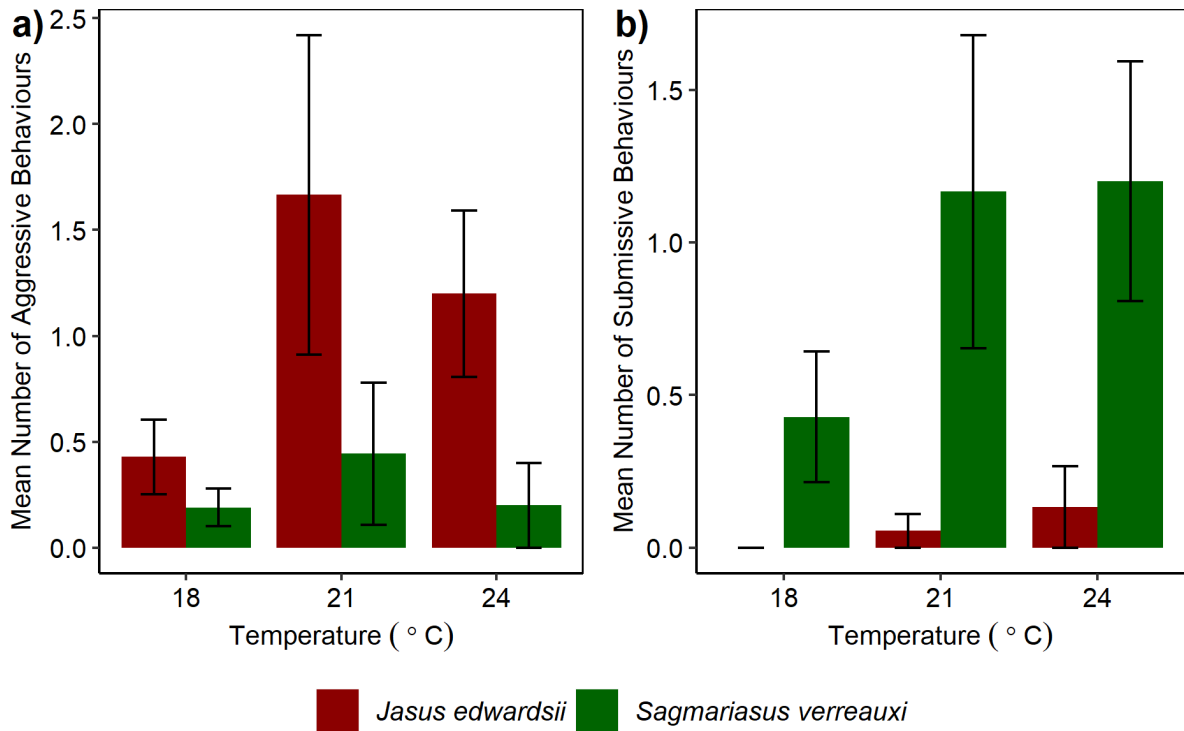 a)
Mean Number of Aggressive Behaviours
2.5
2.0
1.5
1.0
0.5
0.0
18 21 24
Temperature ( ° C)
b)
Mean Number of Submissive Behaviours
1.5
1.0
0.5
0.0
18 21 24
Temperature ( ° C)
Jasus edwardsii Sagmariasus verreauxi